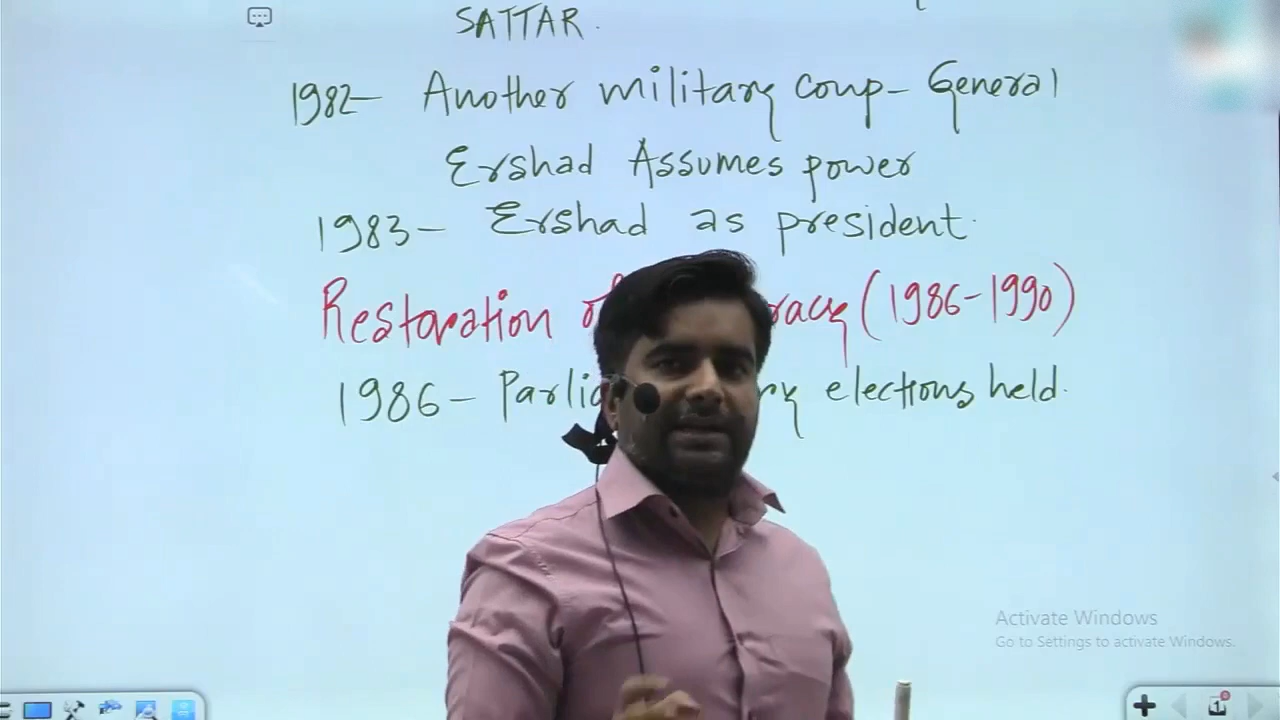 SATTAR.
1982- Another military coup- General
Ershad Assumes power
1983- Ershad as president.
Restoration (1986-1990)
1986- elections held.
Activate Windows
Go to Settings to activate Windows.
1